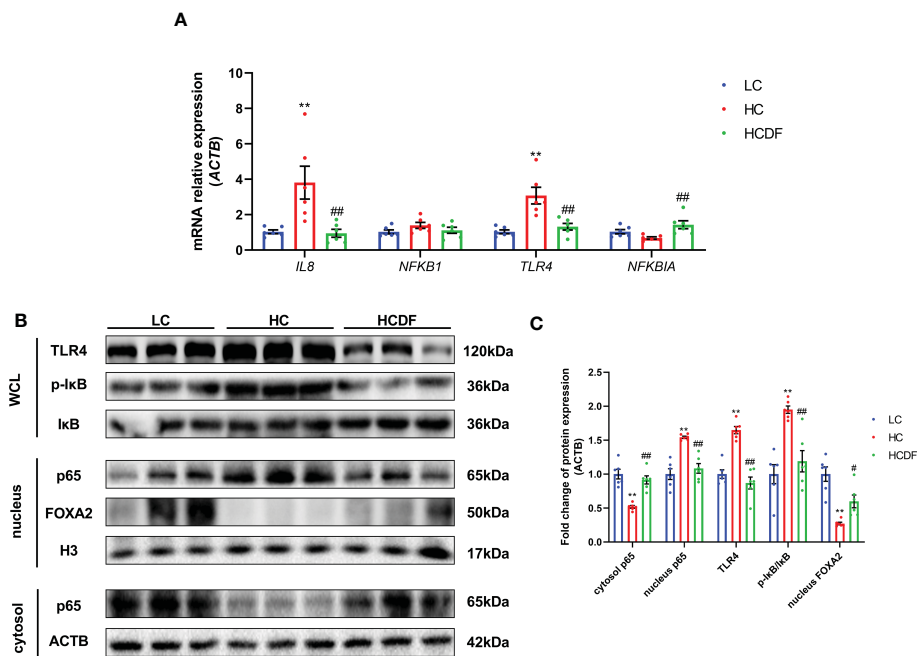 A
mRNA relative expression
(ACTB)
10
8
6
4
2
0
**
##
**
##
##
IL8
NFKB1
TLR4
NFKBIA
LC
HC
HCDF
B
LC
HC
HCDF
WCL
TLR4
120kDa
p-IκB
36kDa
IκB
36kDa
nucleus
p65
65kDa
FOXA2
50kDa
H3
17kDa
cytosol
p65
65kDa
ACTB
42kDa
C
Fold change of protein expression
(ACTB)
2.5
2.0
1.5
1.0
0.5
0.0
**
##
**
##
**
##
**
##
**
#
cytosol p65
nucleus p65
TLR4
p-IκB/IκB
nucleus FOXA2
LC
HC
HCDF